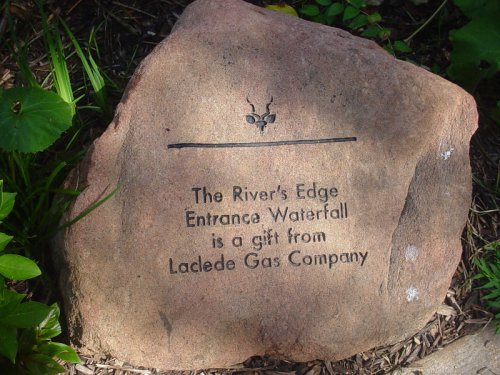 The River's Edge
Entrance Waterfall
is a gift from
Laclede Gas Company